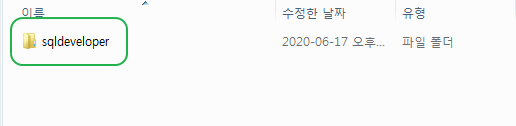 이름 수정한 날짜 유형
sqldeveloper 2020-06-17 오후... 파일 폴더